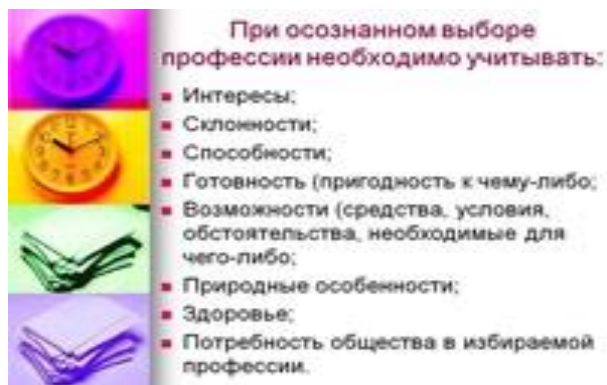 При осознанном выборе
профессии необходимо учитывать:
Интересы;
Склонности;
Способности;
Готовность (пригодность к чему-либо;
Возможности (средства, условия,
обстоятельства, необходимые для
чего-либо;
Природные особенности;
Здоровье;
Потребность общества в избираемой
профессии.